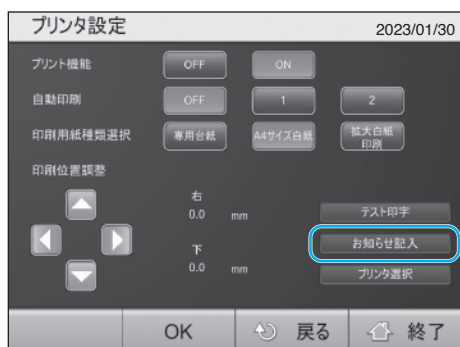 プリンタ設定
2023/01/30
プリント機能
OFF
ON
自動印刷
OFF
1
2
印刷用紙種類選択
専用台紙
A4サイズ白紙
拡大白紙
印刷
印刷位置調整
右
0.0 mm
下
0.0 mm
テスト印字
お知らせ記入
プリンタ選択
OK
戻る
終了